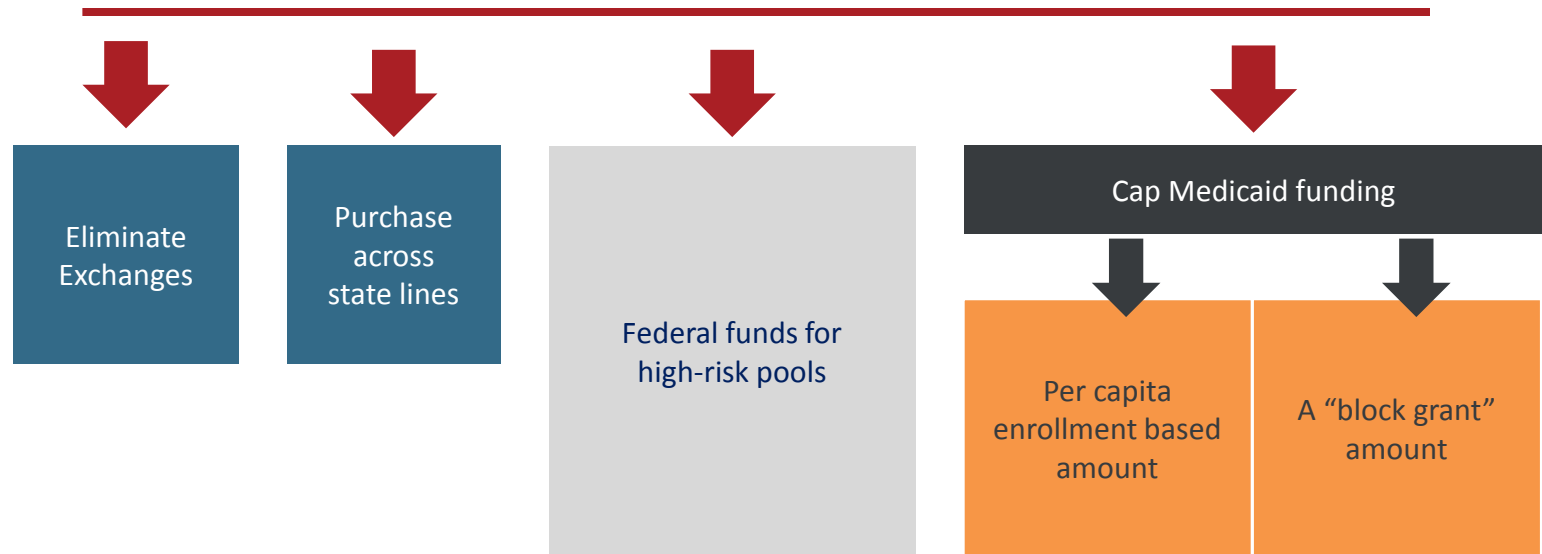 Eliminate
Exchanges
Purchase
across
state lines
Federal funds for
high-risk pools
Cap Medicaid funding
Per capita
enrollment based
amount
A “block grant”
amount